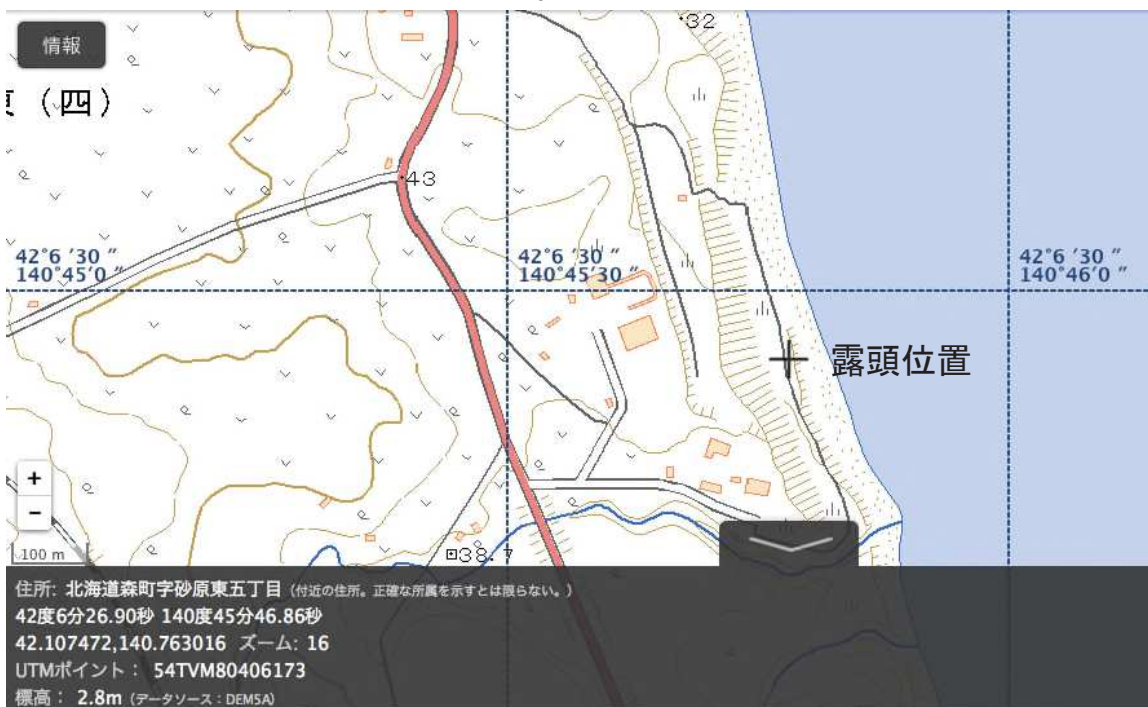 32
情報
東（四）
43
42°6 ′30 ″
140°45′0 ″
42°6 ′30 ″
140°45′30 ″
42°6 ′30 ″
140°46′0 ″
露頭位置
+
−
100 m
38.7
住所: 北海道森町字砂原東五丁目（付近の住所。正確な所属を示すとは限らない。）
42度6分26.90秒 140度45分46.86秒
42.107472,140.763016 ズーム: 16
UTMポイント： 54TVM80406173
標高： 2.8m（データソース：DEM5A）